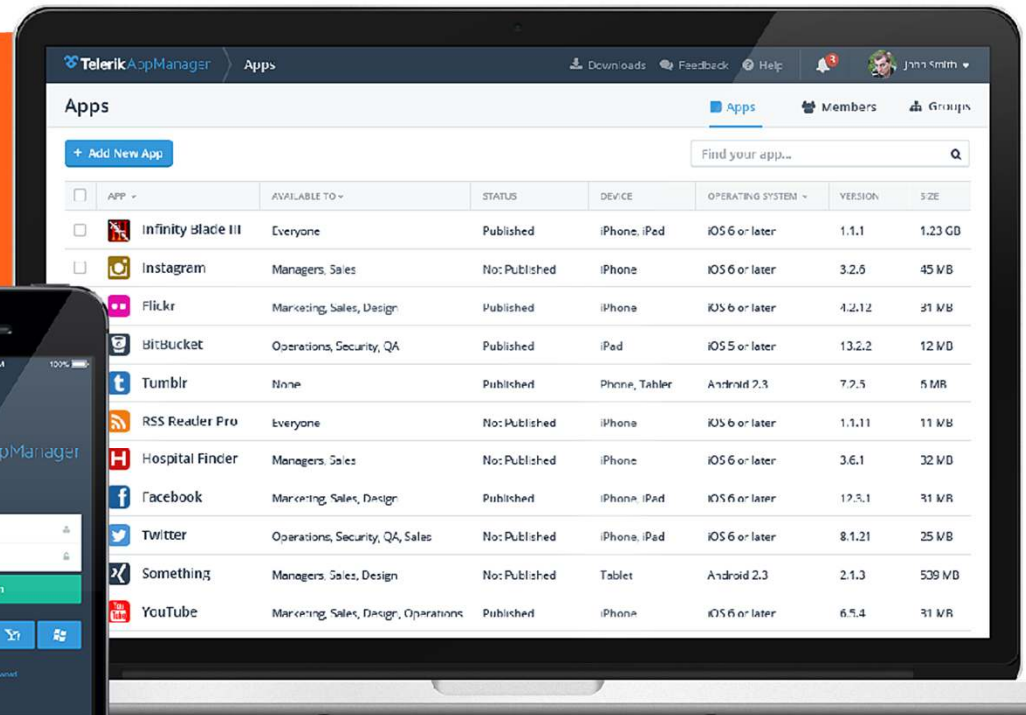 Telerik AppManager Apps Downloads Feedback Help 3 John Smith
Apps Apps Members Groups
+ Add New App Find your app...
APP AVAILABLE TO STATUS DEVICE OPERATING SYSTEM VERSION SIZE
Infinity Blade III Everyone Published iPhone, iPad iOS 6 or later 1.1.1 1.23 GB
Instagram Managers, Sales Not Published iPhone iOS 6 or later 3.2.6 45 MB
Flickr Marketing, Sales, Design Published iPhone iOS 6 or later 4.2.12 31 MB
BitBucket Operations, Security, QA Published iPad iOS 5 or later 13.2.2 12 MB
t Tumblr None Published Phone, Tablet Android 2.3 7.2.5 6 MB
RSS Reader Pro Everyone Not Published iPhone iOS 6 or later 1.1.11 11 MB
H Hospital Finder Managers, Sales Not Published iPhone iOS 6 or later 3.6.1 32 MB
f Facebook Marketing, Sales, Design Published iPhone, iPad iOS 6 or later 12.3.1 31 MB
Twitter Operations, Security, QA, Sales Not Published iPhone, iPad iOS 6 or later 8.1.21 25 MB
Something Managers, Sales, Design Not Published Tablet Android 2.3 2.1.3 539 MB
You Tube YouTube Marketing, Sales, Design, Operations Published iPhone iOS 6 or later 6.5.4 31 MB
100%
pManager
Y!